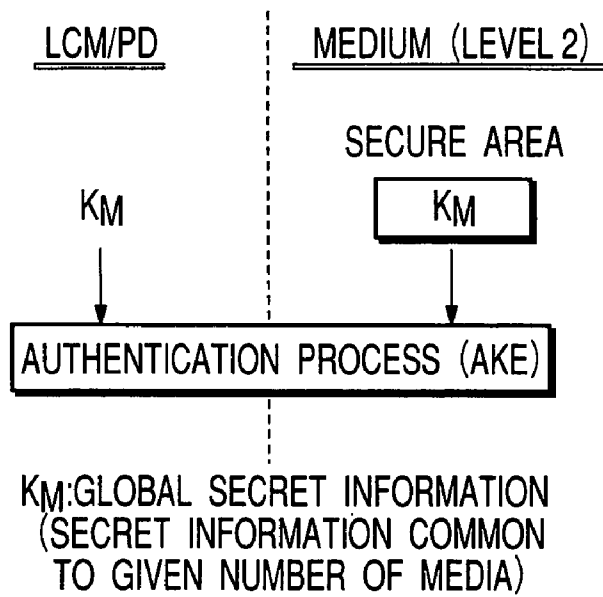 LCM/PD
MEDIUM (LEVEL 2)
SECURE AREA
KM
KM
AUTHENTICATION PROCESS (AKE)
KM:GLOBAL SECRET INFORMATION
(SECRET INFORMATION COMMON
TO GIVEN NUMBER OF MEDIA)